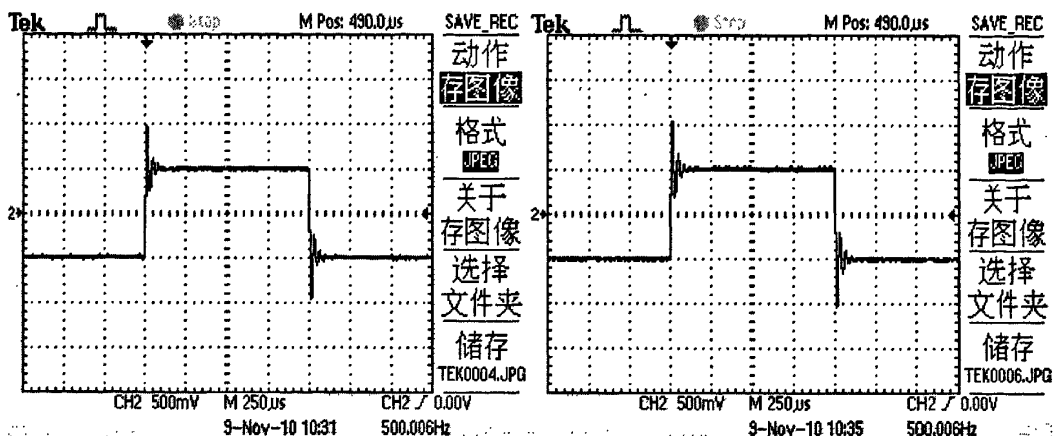 Tek M Pos: 490.0µs SAVE_REC
动作
存图像
格式
JPEG
关于
存图像
选择
文件夹
储存
TEK0004.JPG
2
CH2 500mV M 250µs CH2 0.00V
9-Nov-10 10:31 500.006Hz
Tek Stop M Pos: 490.0µs SAVE_REC
动作
存图像
格式
JPEG
关于
存图像
选择
文件夹
储存
TEK0006.JPG
2
CH2 500mV M 250µs CH2 0.00V
9-Nov-10 10:35 500.006Hz